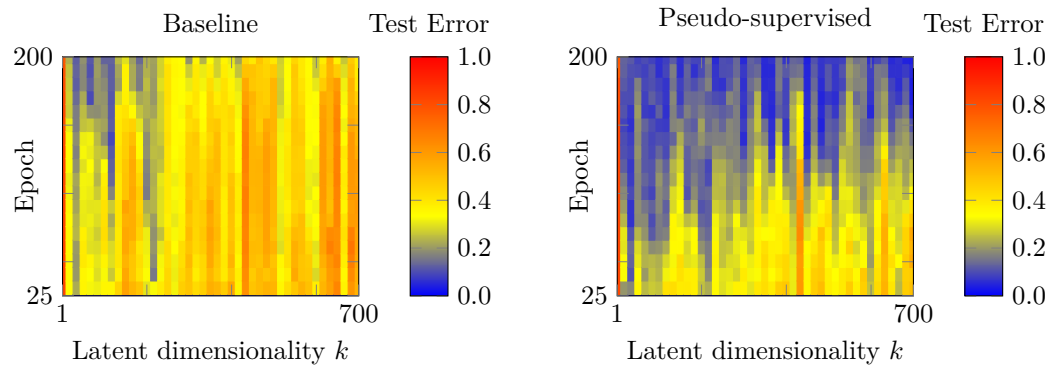 Baseline
Test Error
200
25
Epoch
1
700
Latent dimensionality k
1.0
0.8
0.6
0.4
0.2
0.0
Pseudo-supervised
Test Error
200
25
Epoch
1
700
Latent dimensionality k
1.0
0.8
0.6
0.4
0.2
0.0